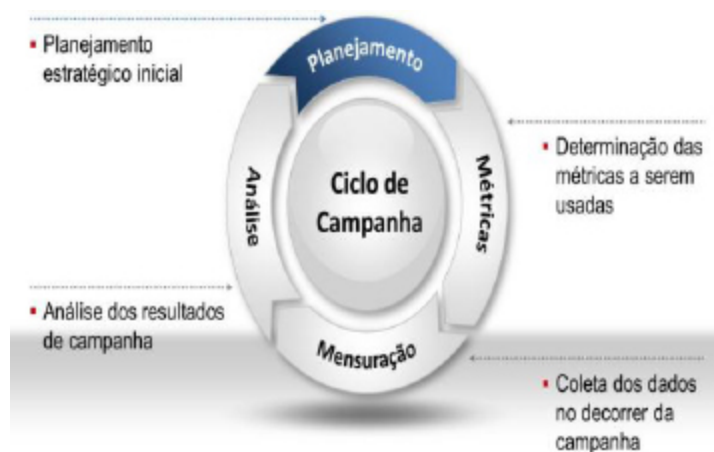 Planejamento
estratégico inicial
Planejamento
Determinação das
métricas a serem
usadas
Métricas
Ciclo de
Campanha
Análise
Análise dos resultados
de campanha
Mensuração
Coleta dos dados
no decorrer da
campanha